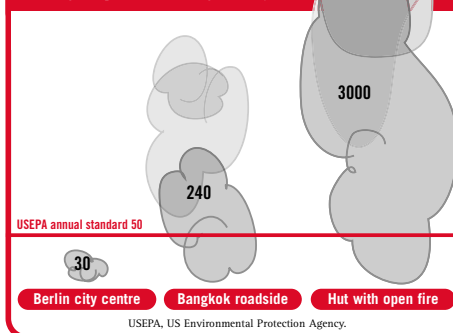 3000
240
USEPA annual standard 50
30
Berlin city centre
Bangkok roadside
Hut with open fire
USEPA, US Environmental Protection Agency.